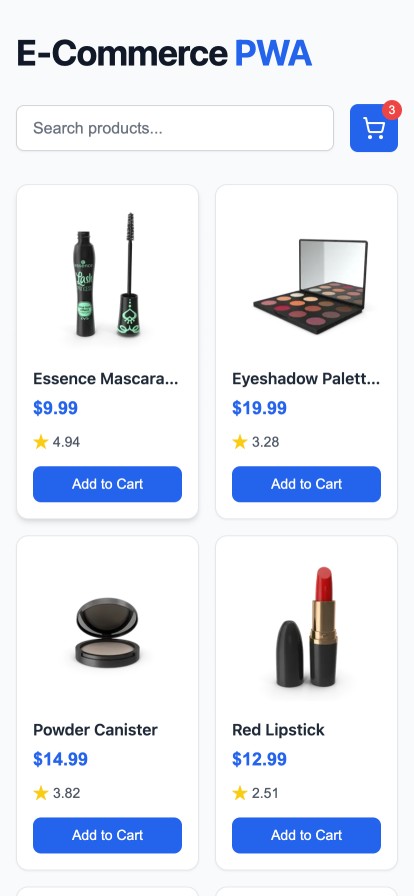 E-Commerce PWA
Search products...
3
essence
Lash
PRINCESS
Essence Mascara...
$9.99
4.94
Add to Cart
Eyeshadow Palett...
$19.99
3.28
Add to Cart
Powder Canister
$14.99
3.82
Add to Cart
Red Lipstick
$12.99
2.51
Add to Cart